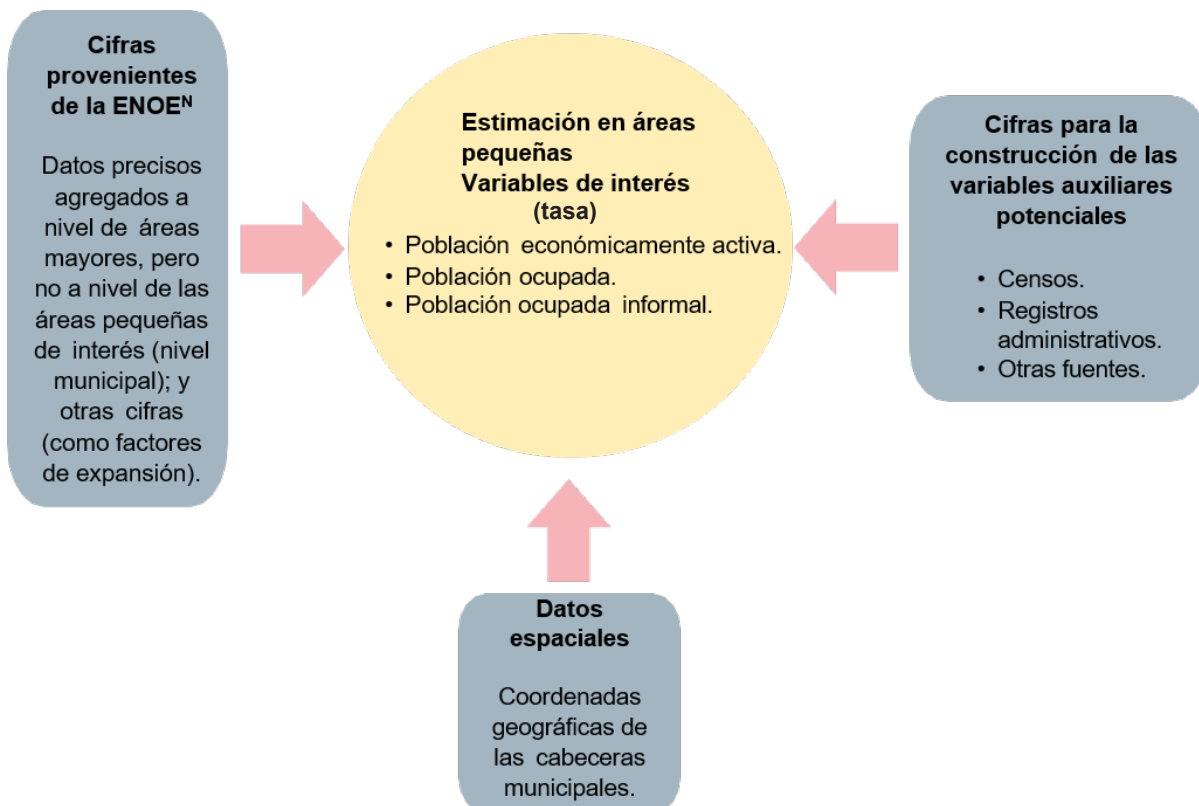 Cifras
provenientes
de la ENOEᴺ
Datos precisos
agregados a
nivel de áreas
mayores, pero
no a nivel de las
áreas pequeñas
de interés (nivel
municipal); y
otras cifras
(como factores
de expansión).
Estimación en áreas
pequeñas
Variables de interés
(tasa)
• Población económicamente activa.
• Población ocupada.
• Población ocupada informal.
Cifras para la
construcción de las
variables auxiliares
potenciales
• Censos.
• Registros
administrativos.
• Otras fuentes.
Datos
espaciales
Coordenadas
geográficas de
las cabeceras
municipales.